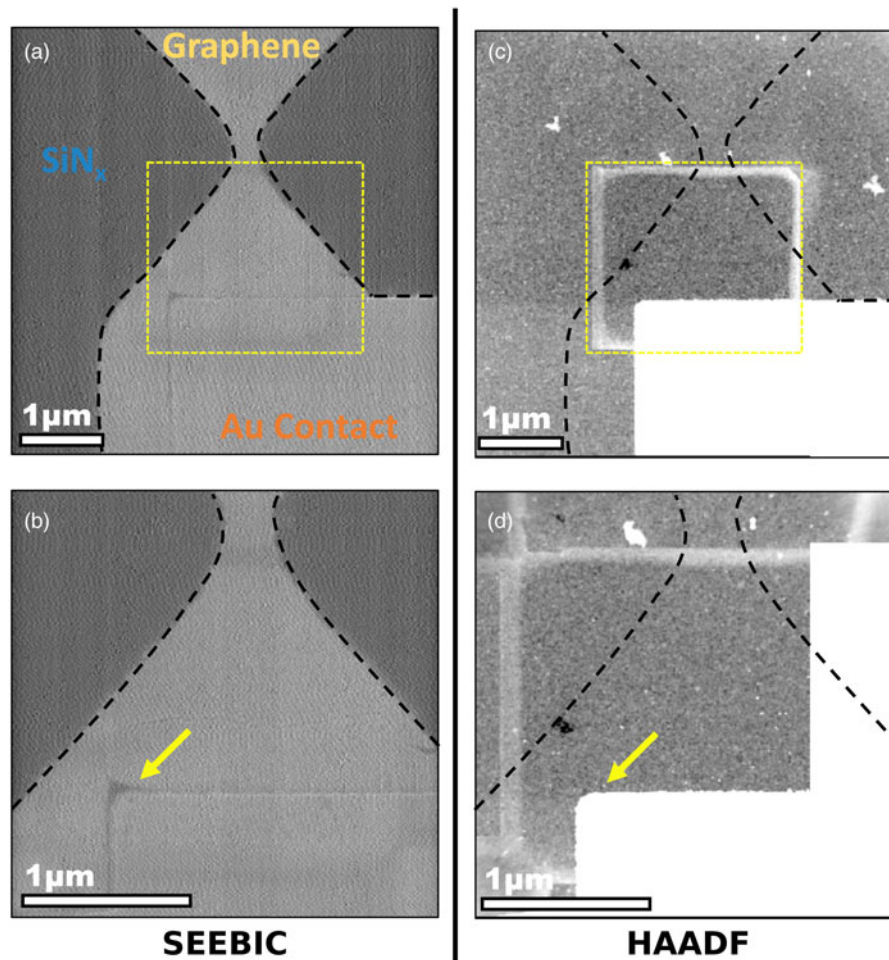 (a)
Graphene
SiNx
Au Contact
1μm
(b)
1μm
SEEBIC
(c)
1μm
(d)
1μm
HAADF